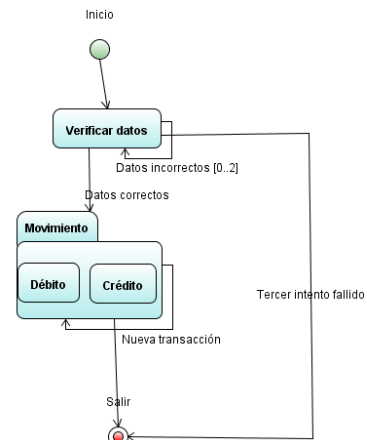 Inicio
Verificar datos
Datos incorrectos [0..2]
Datos correctos
Movimiento
Débito
Crédito
Tercer intento fallido
Nueva transacción
Salir